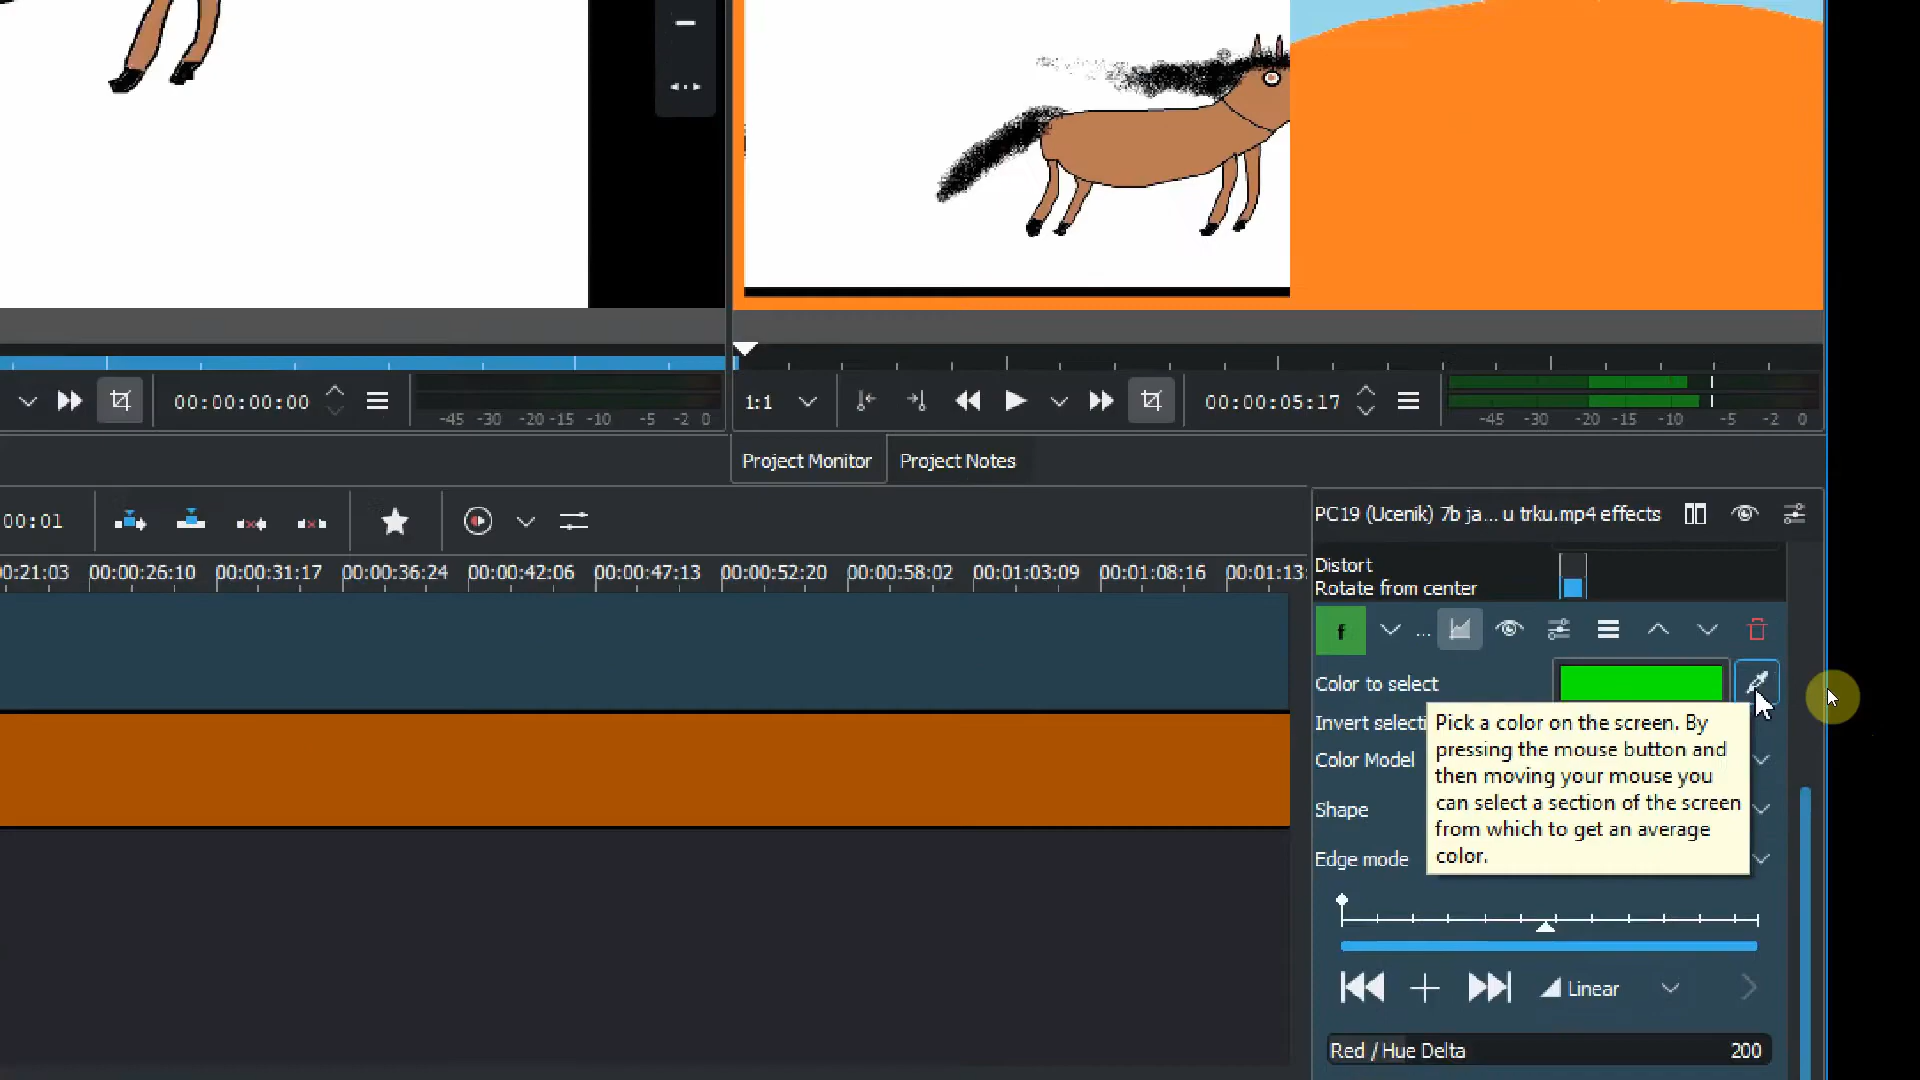 00:00:00:00
-45 -30 -20 -15 -10 -5 -2 0
1:1
00:00:05:17
-45 -30 -20 -15 -10 -5 -2 0
Project Monitor Project Notes
00:01
PC19 (Ucenik) 7b ja... u trku.mp4 effects
0:21:03 00:00:26:10 00:00:31:17 00:00:36:24 00:00:42:06 00:00:47:13 00:00:52:20 00:00:58:02 00:01:03:09 00:01:08:16 00:01:13:
Distort
Rotate from center
f ...
Color to select
Invert selecti
Color Model
Shape
Edge mode
Pick a color on the screen. By
pressing the mouse button and
then moving your mouse you
can select a section of the screen
from which to get an average
color.
Linear
Red / Hue Delta 200